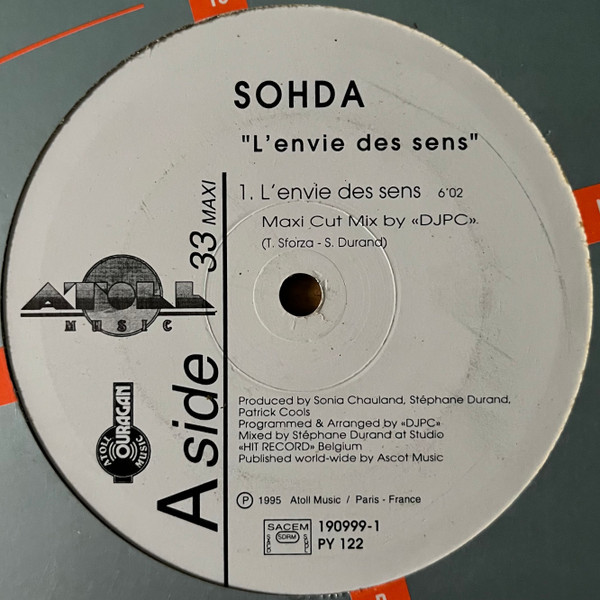 SOHDA
"L'envie des sens"
1. L'envie des sens 6'02
Maxi Cut Mix by «DJPC».
(T. Sforza - S. Durand)
A side 33 MAXI
ATOLL
MUSIC
OURAGAN
ATOLL MUSIC
Produced by Sonia Chauland, Stéphane Durand,
Patrick Cools
Programmed & Arranged by «DJPC»
Mixed by Stéphane Durand at Studio
«HIT RECORD» Belgium
Published world-wide by Ascot Music
Ⓟ 1995 Atoll Music / Paris - France
SACEM
SDRM
190999-1
PY 122